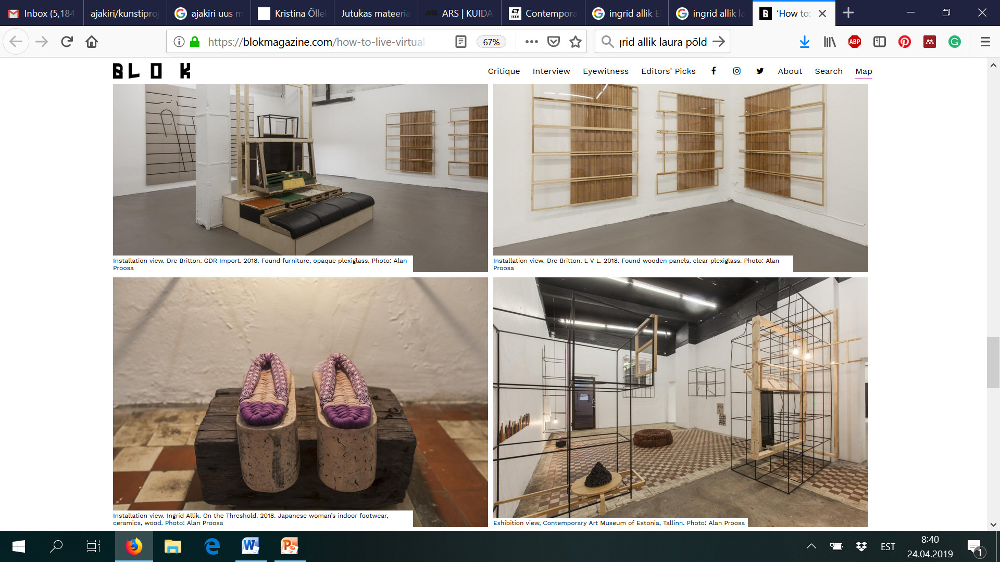 Inbox (5,184
ajakiri/kunstiproj
ajakiri uus m
Kristina Õllek
Jutukas mateeria
ARS | KUIDA
Contempora
ingrid allik E
ingrid allik la
'How to:
https://blokmagazine.com/how-to-live-virtual
67%
grid allik laura põld
ABP
BLOK
Critique
Interview
Eyewitness
Editors' Picks
About
Search
Map
Installation view. Dre Britton. GDR Import. 2018. Found furniture, opaque plexiglass. Photo: Alan
Proosa
Installation view. Dre Britton. L V L. 2018. Found wooden panels, clear plexiglass. Photo: Alan
Proosa
Installation view. Ingrid Allik. On the Threshold. 2018. Japanese woman's indoor footwear,
ceramics, wood. Photo: Alan Proosa
Exhibition view, Contemporary Art Museum of Estonia, Tallinn. Photo: Alan Proosa
EST
8:40
24.04.2019
1